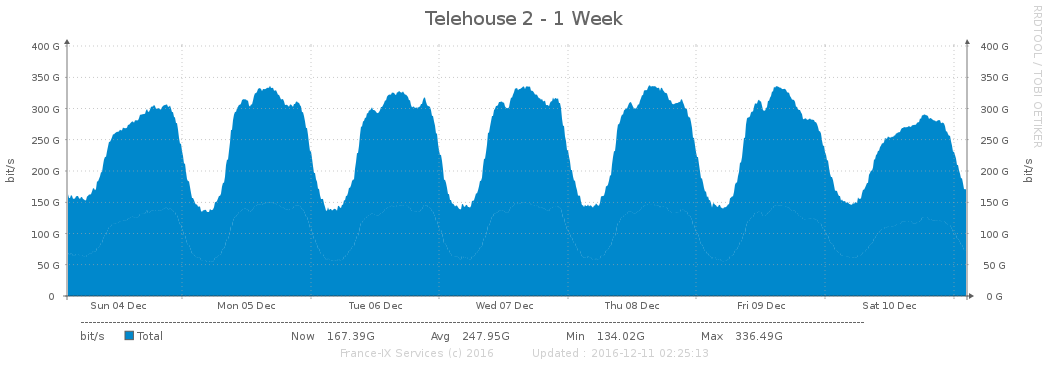 Telehouse 2 - 1 Week
RRDTOOL / TOBI OETIKER
400 G 400 G
350 G 350 G
300 G 300 G
250 G 250 G
200 G 200 G
150 G 150 G
100 G 100 G
50 G 50 G
0 0 G
bit/s bit/s
Sun 04 Dec Mon 05 Dec Tue 06 Dec Wed 07 Dec Thu 08 Dec Fri 09 Dec Sat 10 Dec
bit/s Total Now 167.39G Avg 247.95G Min 134.02G Max 336.49G
France-IX Services (c) 2016 Updated : 2016-12-11 02:25:13